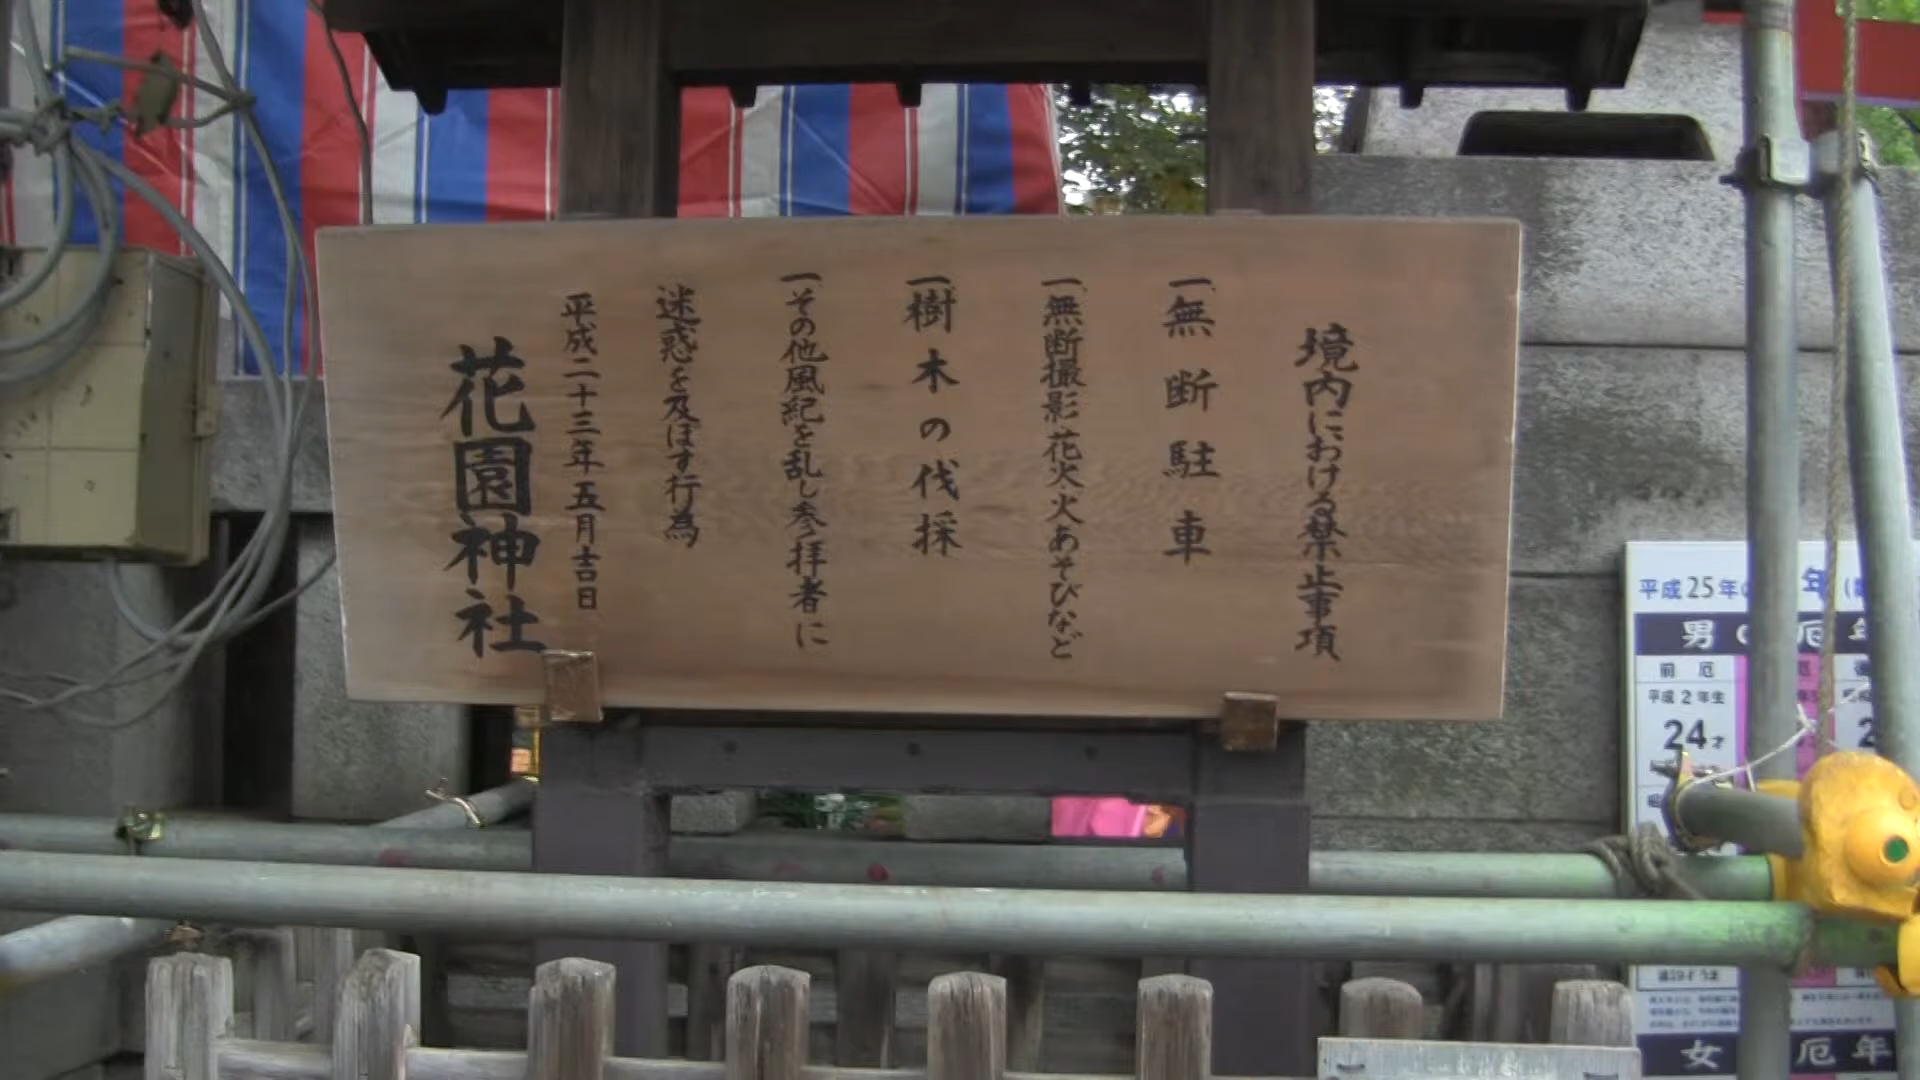 境内における禁止事項
一、無断駐車
一、無断撮影 花火・火あそびなど
一、樹木の伐採
一、その他風紀を乱し参拝者に
迷惑を及ぼす行為
平成二十三年五月吉日
花園神社
平成25年の
年
男
厄年
前厄
平成2年生
24才
女
厄年